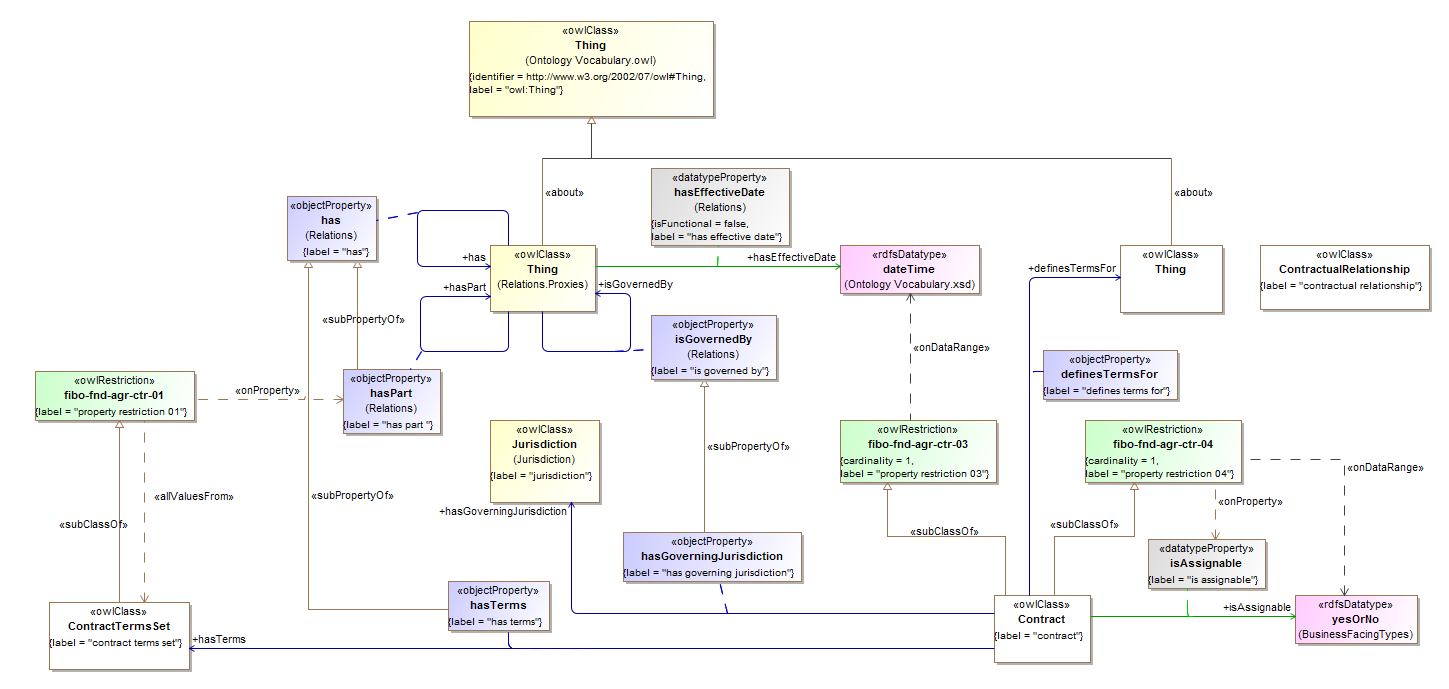 «owlClass»
Thing
(Ontology Vocabulary.owl)
{identifier = http://www.w3.org/2002/07/owl#Thing,
label = "owl:Thing"}
«about»
«about»
«datatypeProperty»
hasEffectiveDate
(Relations)
{isFunctional = false,
label = "has effective date"}
«objectProperty»
has
(Relations)
{label = "has"}
+has
«owlClass»
Thing
(Relations.Proxies)
+hasPart
+isGovernedBy
+hasEffectiveDate
«rdfsDatatype»
dateTime
(Ontology Vocabulary.xsd)
+definesTermsFor
«owlClass»
Thing
«owlClass»
ContractualRelationship
{label = "contractual relationship"}
«subPropertyOf»
«objectProperty»
isGovernedBy
(Relations)
{label = "is governed by"}
«onDataRange»
«objectProperty»
definesTermsFor
{label = "defines terms for"}
«owlRestriction»
fibo-fnd-agr-ctr-01
{label = "property restriction 01"}
«onProperty»
«objectProperty»
hasPart
(Relations)
{label = "has part "}
«owlClass»
Jurisdiction
(Jurisdiction)
{label = "jurisdiction"}
«subPropertyOf»
«owlRestriction»
fibo-fnd-agr-ctr-03
{cardinality = 1,
label = "property restriction 03"}
«owlRestriction»
fibo-fnd-agr-ctr-04
{cardinality = 1,
label = "property restriction 04"}
«onDataRange»
«allValuesFrom»
«subPropertyOf»
+hasGoverningJurisdiction
«onProperty»
«subClassOf»
«subClassOf»
«subClassOf»
«objectProperty»
hasGoverningJurisdiction
{label = "has governing jurisdiction"}
«datatypeProperty»
isAssignable
{label = "is assignable"}
«objectProperty»
hasTerms
{label = "has terms"}
«owlClass»
ContractTermsSet
{label = "contract terms set"}
+hasTerms
«owlClass»
Contract
{label = "contract"}
+isAssignable
«rdfsDatatype»
yesOrNo
(BusinessFacingTypes)